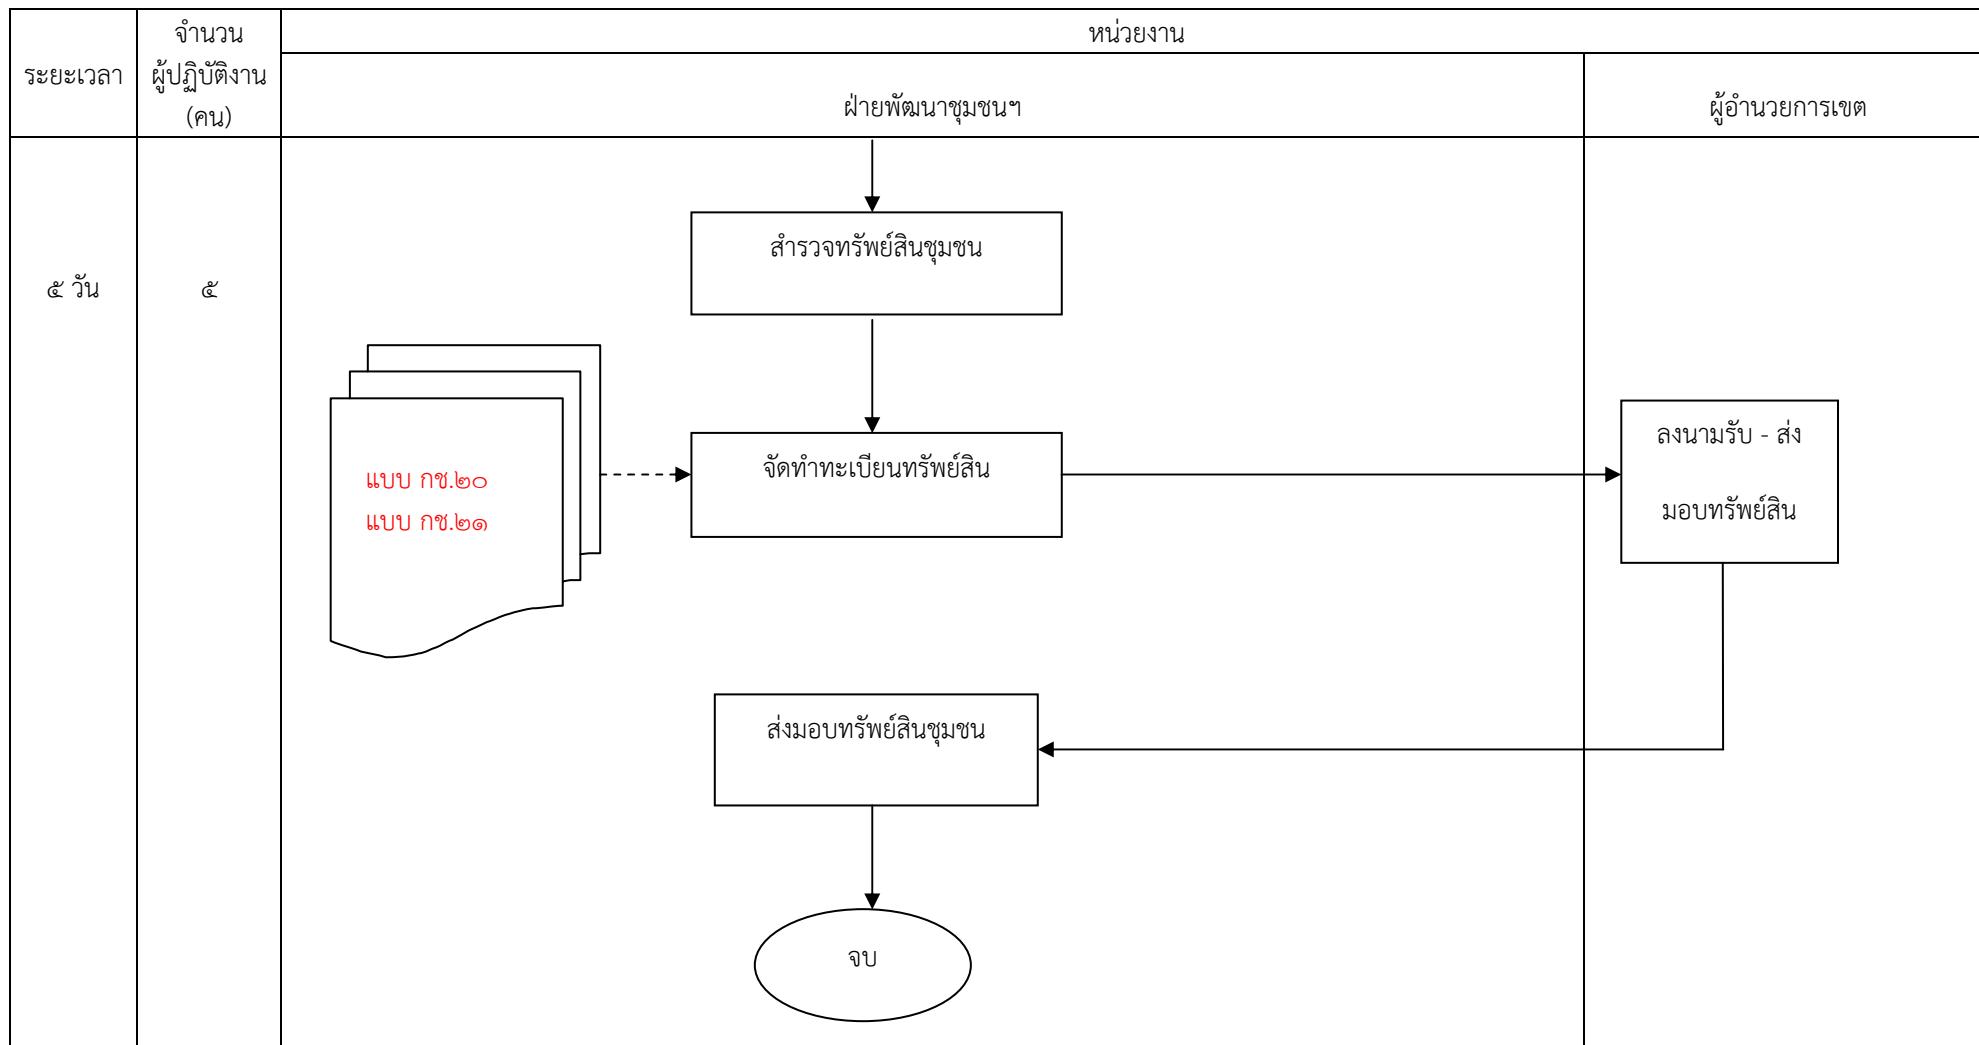 ระยะเวลา
จำนวน
ผู้ปฏิบัติงาน
(คน)
หน่วยงาน
ฝ่ายพัฒนาชุมชนฯ
ผู้อำนวยการเขต
๕ วัน
๕
สำรวจทรัพย์สินชุมชน
แบบ กช.๒๐
แบบ กช.๒๑
จัดทำทะเบียนทรัพย์สิน
ลงนามรับ - ส่ง
มอบทรัพย์สิน
ส่งมอบทรัพย์สินชุมชน
จบ